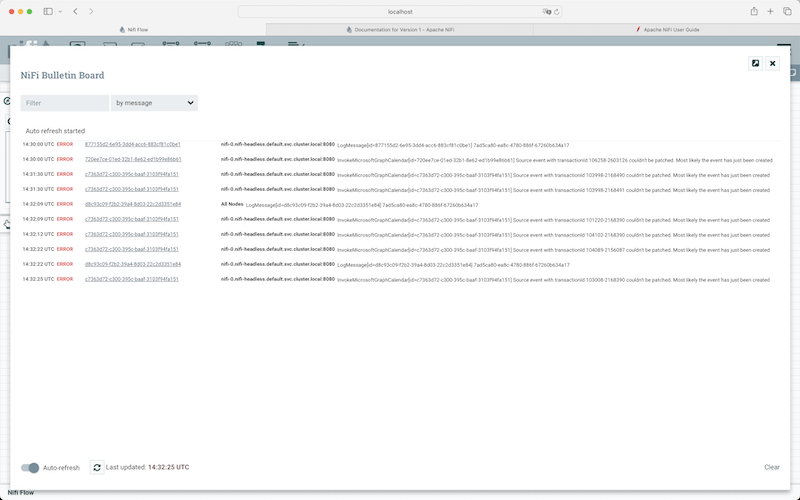 localhost
Nifi Flow
Documentation for Version 1 - Apache NiFi
Apache NiFi User Guide
NiFi Bulletin Board
Filter
by message
Auto refresh started
14:30:00 UTC ERROR 877155d2-6e95-3dd4-acc6-883cf81c0be1 nifi-0.nifi-headless.default.svc.cluster.local:8080 LogMessage[id=877155d2-6e95-3dd4-acc6-883cf81c0be1] 7ad5ca80-ea8c-4780-886f-67260b634a17
14:30:00 UTC ERROR 720ee7ce-01ed-32b1-8e62-ed1b99e86b61 nifi-0.nifi-headless.default.svc.cluster.local:8080 InvokeMicrosoftGraphCalendar[id=720ee7ce-01ed-32b1-8e62-ed1b99e86b61] Source event with transactionId 106258-2603126 couldn't be patched. Most likely the event has just been created
14:31:30 UTC ERROR c7363d72-c300-395c-baaf-3103f94fa151 nifi-0.nifi-headless.default.svc.cluster.local:8080 InvokeMicrosoftGraphCalendar[id=c7363d72-c300-395c-baaf-3103f94fa151] Source event with transactionId 103998-2168490 couldn't be patched. Most likely the event has just been created
14:31:30 UTC ERROR c7363d72-c300-395c-baaf-3103f94fa151 nifi-0.nifi-headless.default.svc.cluster.local:8080 InvokeMicrosoftGraphCalendar[id=c7363d72-c300-395c-baaf-3103f94fa151] Source event with transactionId 103998-2168491 couldn't be patched. Most likely the event has just been created
14:32:09 UTC ERROR d8c93c09-f2b2-39a4-8d03-22c2d3351e84 All Nodes LogMessage[id=d8c93c09-f2b2-39a4-8d03-22c2d3351e84] 7ad5ca80-ea8c-4780-886f-67260b634a17
14:32:09 UTC ERROR c7363d72-c300-395c-baaf-3103f94fa151 nifi-0.nifi-headless.default.svc.cluster.local:8080 InvokeMicrosoftGraphCalendar[id=c7363d72-c300-395c-baaf-3103f94fa151] Source event with transactionId 101220-2168390 couldn't be patched. Most likely the event has just been created
14:32:12 UTC ERROR c7363d72-c300-395c-baaf-3103f94fa151 nifi-0.nifi-headless.default.svc.cluster.local:8080 InvokeMicrosoftGraphCalendar[id=c7363d72-c300-395c-baaf-3103f94fa151] Source event with transactionId 104102-2168390 couldn't be patched. Most likely the event has just been created
14:32:22 UTC ERROR c7363d72-c300-395c-baaf-3103f94fa151 nifi-0.nifi-headless.default.svc.cluster.local:8080 InvokeMicrosoftGraphCalendar[id=c7363d72-c300-395c-baaf-3103f94fa151] Source event with transactionId 104089-2156087 couldn't be patched. Most likely the event has just been created
14:32:22 UTC ERROR d8c93c09-f2b2-39a4-8d03-22c2d3351e84 nifi-0.nifi-headless.default.svc.cluster.local:8080 LogMessage[id=d8c93c09-f2b2-39a4-8d03-22c2d3351e84] 7ad5ca80-ea8c-4780-886f-67260b634a17
14:32:25 UTC ERROR c7363d72-c300-395c-baaf-3103f94fa151 nifi-0.nifi-headless.default.svc.cluster.local:8080 InvokeMicrosoftGraphCalendar[id=c7363d72-c300-395c-baaf-3103f94fa151] Source event with transactionId 103008-2168390 couldn't be patched. Most likely the event has just been created
Auto-refresh
Last updated: 14:32:25 UTC
Clear
Nifi Flow